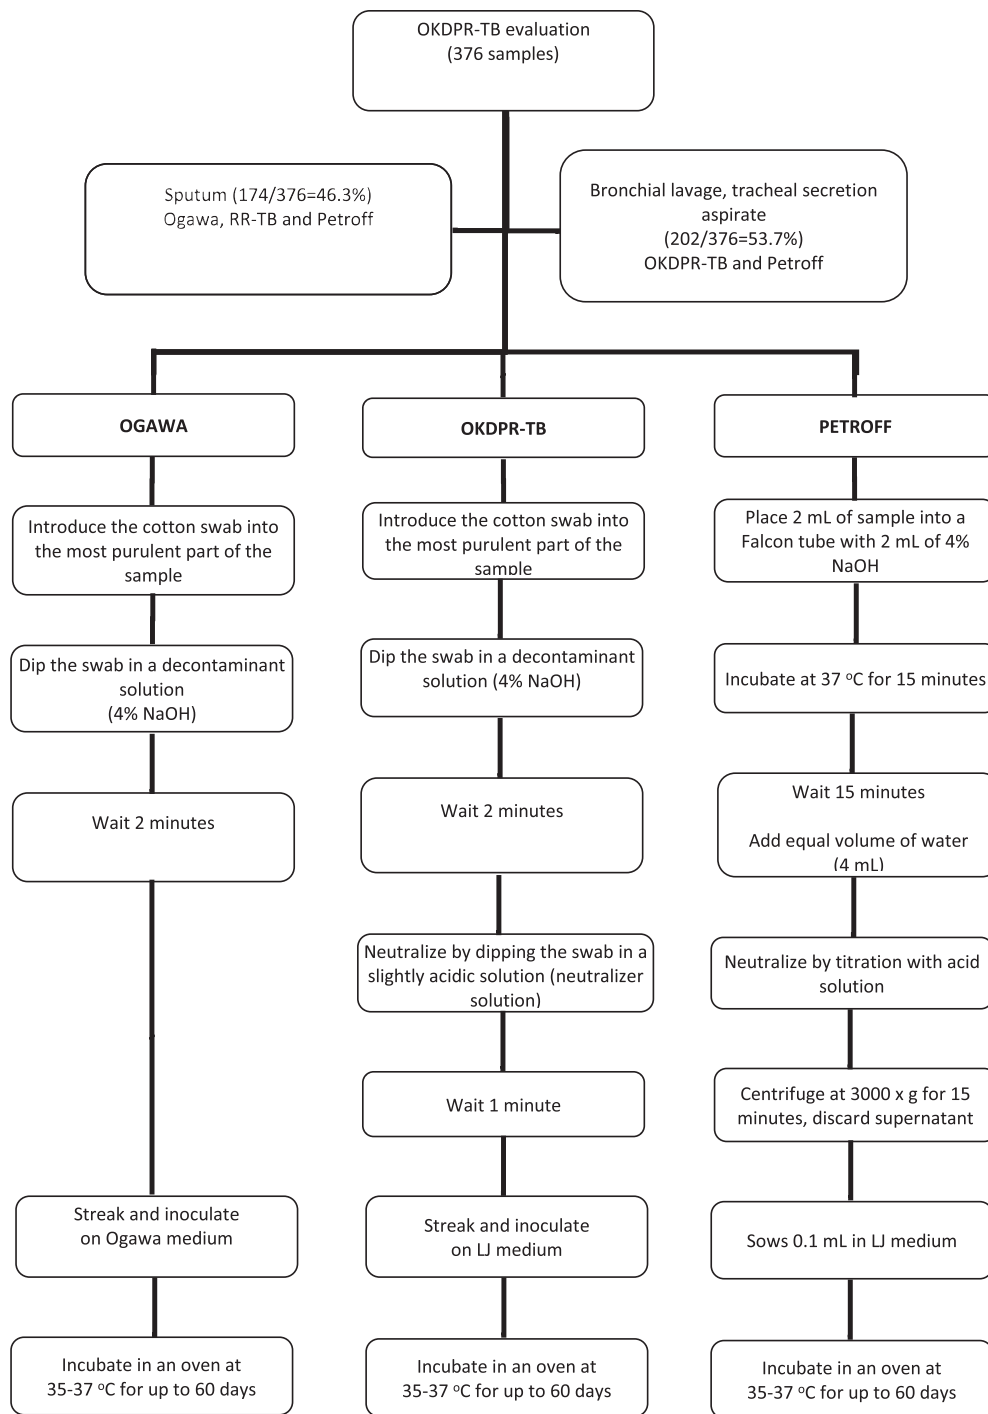 OKDPR-TB evaluation
(376 samples)
Sputum (174/376=46.3%)
Ogawa, RR-TB and Petroff
Bronchial lavage, tracheal secretion
aspirate
(202/376=53.7%)
OKDPR-TB and Petroff
OGAWA
Introduce the cotton swab into
the most purulent part of the
sample
Dip the swab in a decontaminant
solution
(4% NaOH)
Wait 2 minutes
Streak and inoculate
on Ogawa medium
Incubate in an oven at
35-37 ºC for up to 60 days
OKDPR-TB
Introduce the cotton swab into
the most purulent part of the
sample
Dip the swab in a decontaminant
solution (4% NaOH)
Wait 2 minutes
Neutralize by dipping the swab in a
slightly acidic solution (neutralizer
solution)
Wait 1 minute
Streak and inoculate
on LJ medium
Incubate in an oven at
35-37 ºC for up to 60 days
PETROFF
Place 2 mL of sample into a
Falcon tube with 2 mL of 4%
NaOH
Incubate at 37 ºC for 15 minutes
Wait 15 minutes
Add equal volume of water
(4 mL)
Neutralize by titration with acid
solution
Centrifuge at 3000 x g for 15
minutes, discard supernatant
Sows 0.1 mL in LJ medium
Incubate in an oven at
35-37 ºC for up to 60 days